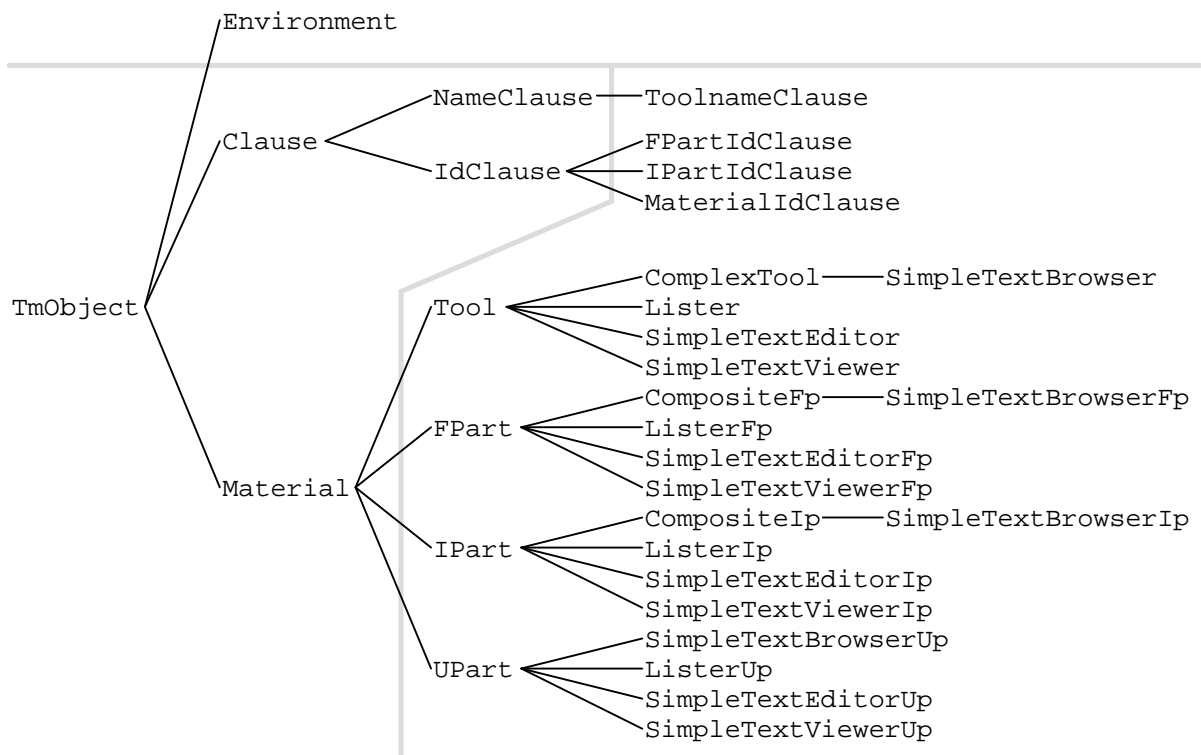 Environment
NameClause ToolnameClause
Clause FPartIdClause
IdClause IPartIdClause
MaterialIdClause
ComplexTool SimpleTextBrowser
TmObject Tool Lister
SimpleTextEditor
SimpleTextViewer
CompositeFp SimpleTextBrowserFp
FPart ListerFp
SimpleTextEditorFp
Material SimpleTextViewerFp
CompositeIp SimpleTextBrowserIp
IPart ListerIp
SimpleTextEditorIp
SimpleTextViewerIp
SimpleTextBrowserUp
UPart ListerUp
SimpleTextEditorUp
SimpleTextViewerUp